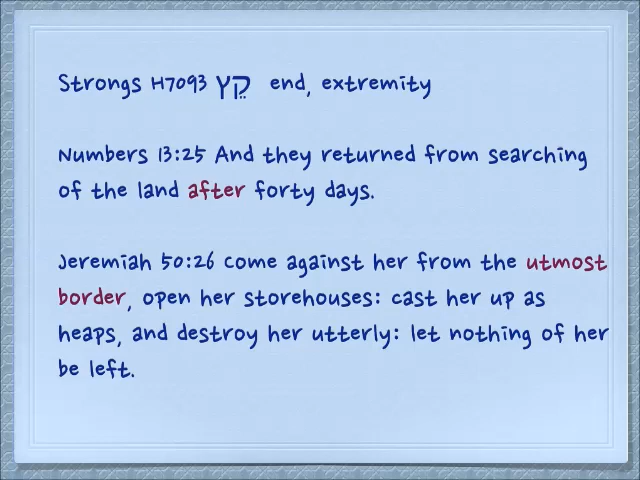 Strongs H7093 קֵץ end, extremity
Numbers 13:25 And they returned from searching
of the land after forty days.
Jeremiah 50:26 Come against her from the utmost
border, open her storehouses: cast her up as
heaps, and destroy her utterly: let nothing of her
be left.